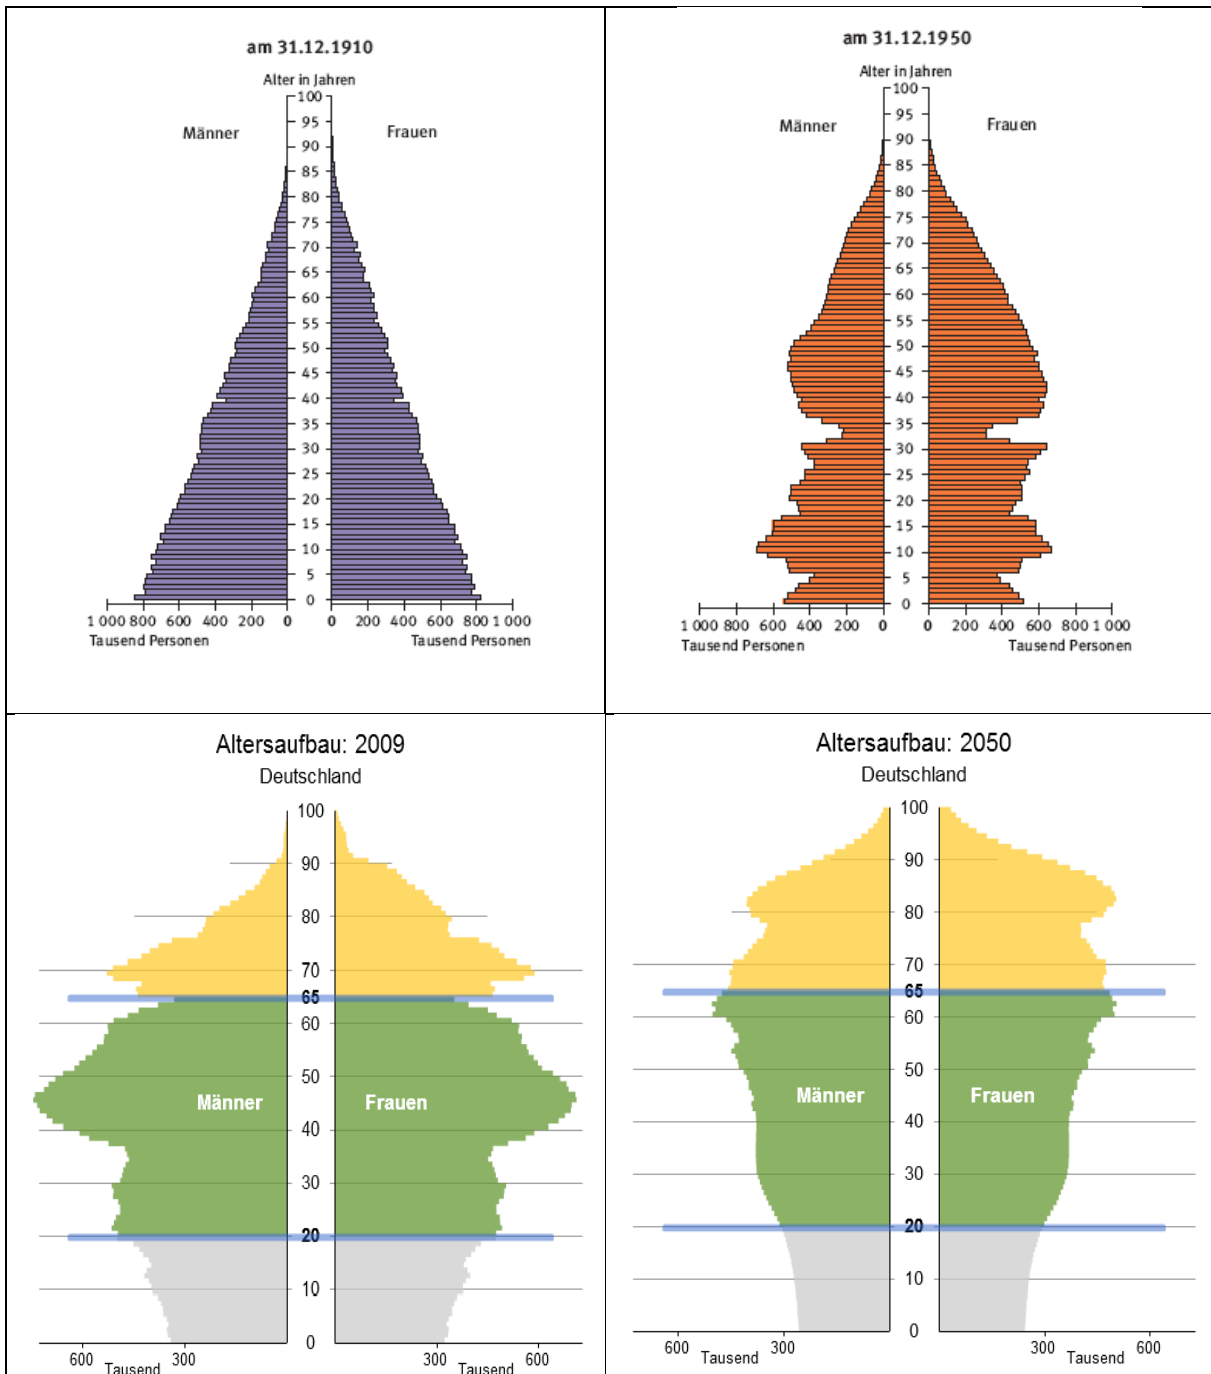 am 31.12.1910
Alter in Jahren
Männer
Frauen
100
95
90
85
80
75
70
65
60
55
50
45
40
35
30
25
20
15
10
5
0
1 000 800 600 400 200 0
0 200 400 600 800 1 000
Tausend Personen
Tausend Personen
am 31.12.1950
Alter in Jahren
Männer
Frauen
100
95
90
85
80
75
70
65
60
55
50
45
40
35
30
25
20
15
10
5
0
1 000 800 600 400 200 0
0 200 400 600 800 1 000
Tausend Personen
Tausend Personen
Altersaufbau: 2009
Deutschland
100
90
80
70
65
60
50
Männer
Frauen
40
30
20
10
0
600 300
300 600
Tausend
Tausend
Altersaufbau: 2050
Deutschland
100
90
80
70
65
60
50
Männer
Frauen
40
30
20
10
0
600 300
300 600
Tausend
Tausend